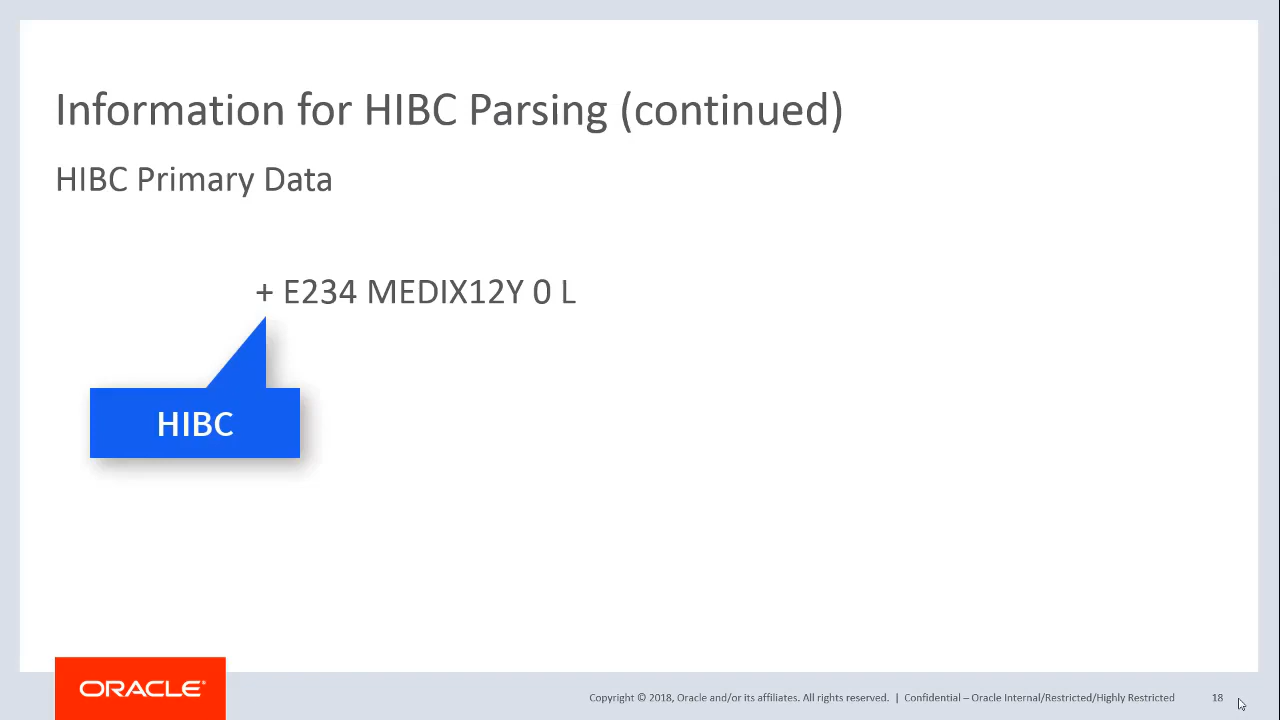 Information for HIBC Parsing (continued)
HIBC Primary Data
+ E234 MEDIX12Y 0 L
HIBC
ORACLE®
Copyright © 2018, Oracle and/or its affiliates. All rights reserved. | Confidential – Oracle Internal/Restricted/Highly Restricted 18